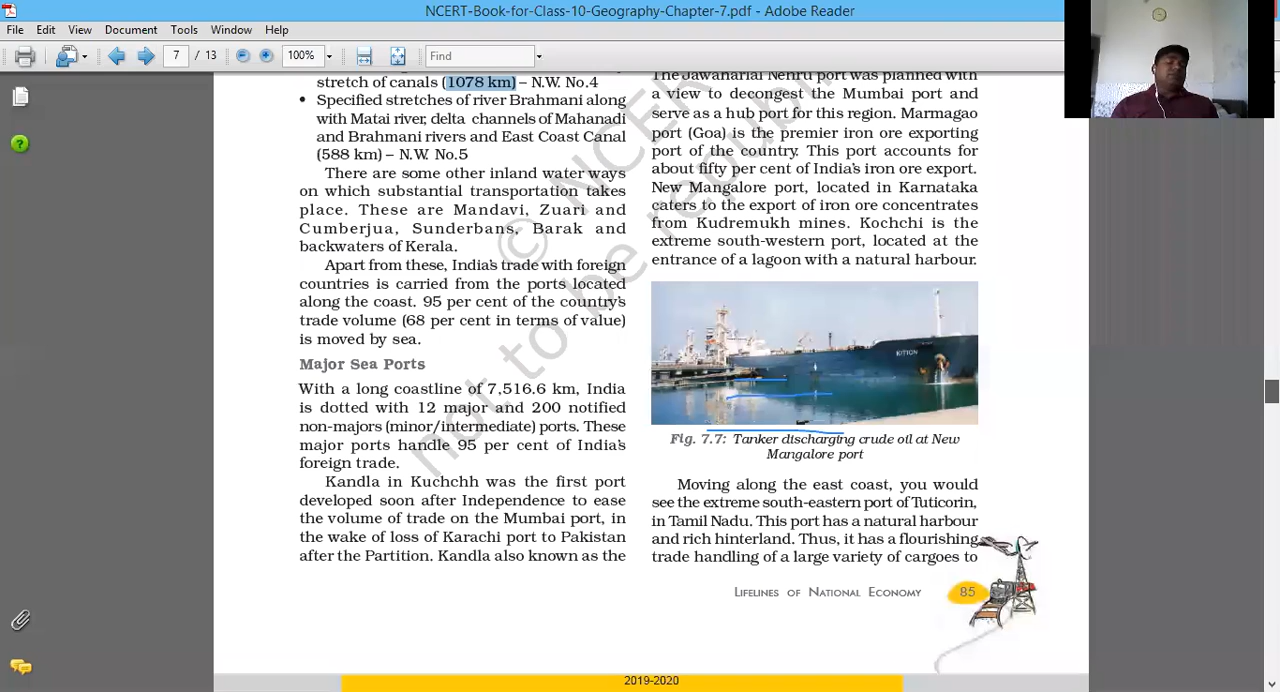 NCERT-Book-for-Class-10-Geography-Chapter-7.pdf - Adobe Reader
File Edit View Document Tools Window Help
7 / 13 100% Find
stretch of canals (1078 km) – N.W. No.4
• Specified stretches of river Brahmani along
with Matai river, delta channels of Mahanadi
and Brahmani rivers and East Coast Canal
(588 km) – N.W. No.5
There are some other inland water ways
on which substantial transportation takes
place. These are Mandavi, Zuari and
Cumberjua, Sunderbans, Barak and
backwaters of Kerala.
Apart from these, India's trade with foreign
countries is carried from the ports located
along the coast. 95 per cent of the country's
trade volume (68 per cent in terms of value)
is moved by sea.
Major Sea Ports
With a long coastline of 7,516.6 km, India
is dotted with 12 major and 200 notified
non-majors (minor/intermediate) ports. These
major ports handle 95 per cent of India's
foreign trade.
Kandla in Kuchchh was the first port
developed soon after Independence to ease
the volume of trade on the Mumbai port, in
the wake of loss of Karachi port to Pakistan
after the Partition. Kandla also known as the
The Jawaharlal Nehru port was planned with
a view to decongest the Mumbai port and
serve as a hub port for this region. Marmagao
port (Goa) is the premier iron ore exporting
port of the country. This port accounts for
about fifty per cent of India's iron ore export.
New Mangalore port, located in Karnataka
caters to the export of iron ore concentrates
from Kudremukh mines. Kochchi is the
extreme south-western port, located at the
entrance of a lagoon with a natural harbour.
KITION
Fig. 7.7: Tanker discharging crude oil at New
Mangalore port
Moving along the east coast, you would
see the extreme south-eastern port of Tuticorin,
in Tamil Nadu. This port has a natural harbour
and rich hinterland. Thus, it has a flourishing
trade handling of a large variety of cargoes to
LIFELINES OF NATIONAL ECONOMY 85
© NCER
not to be republi
2019-2020